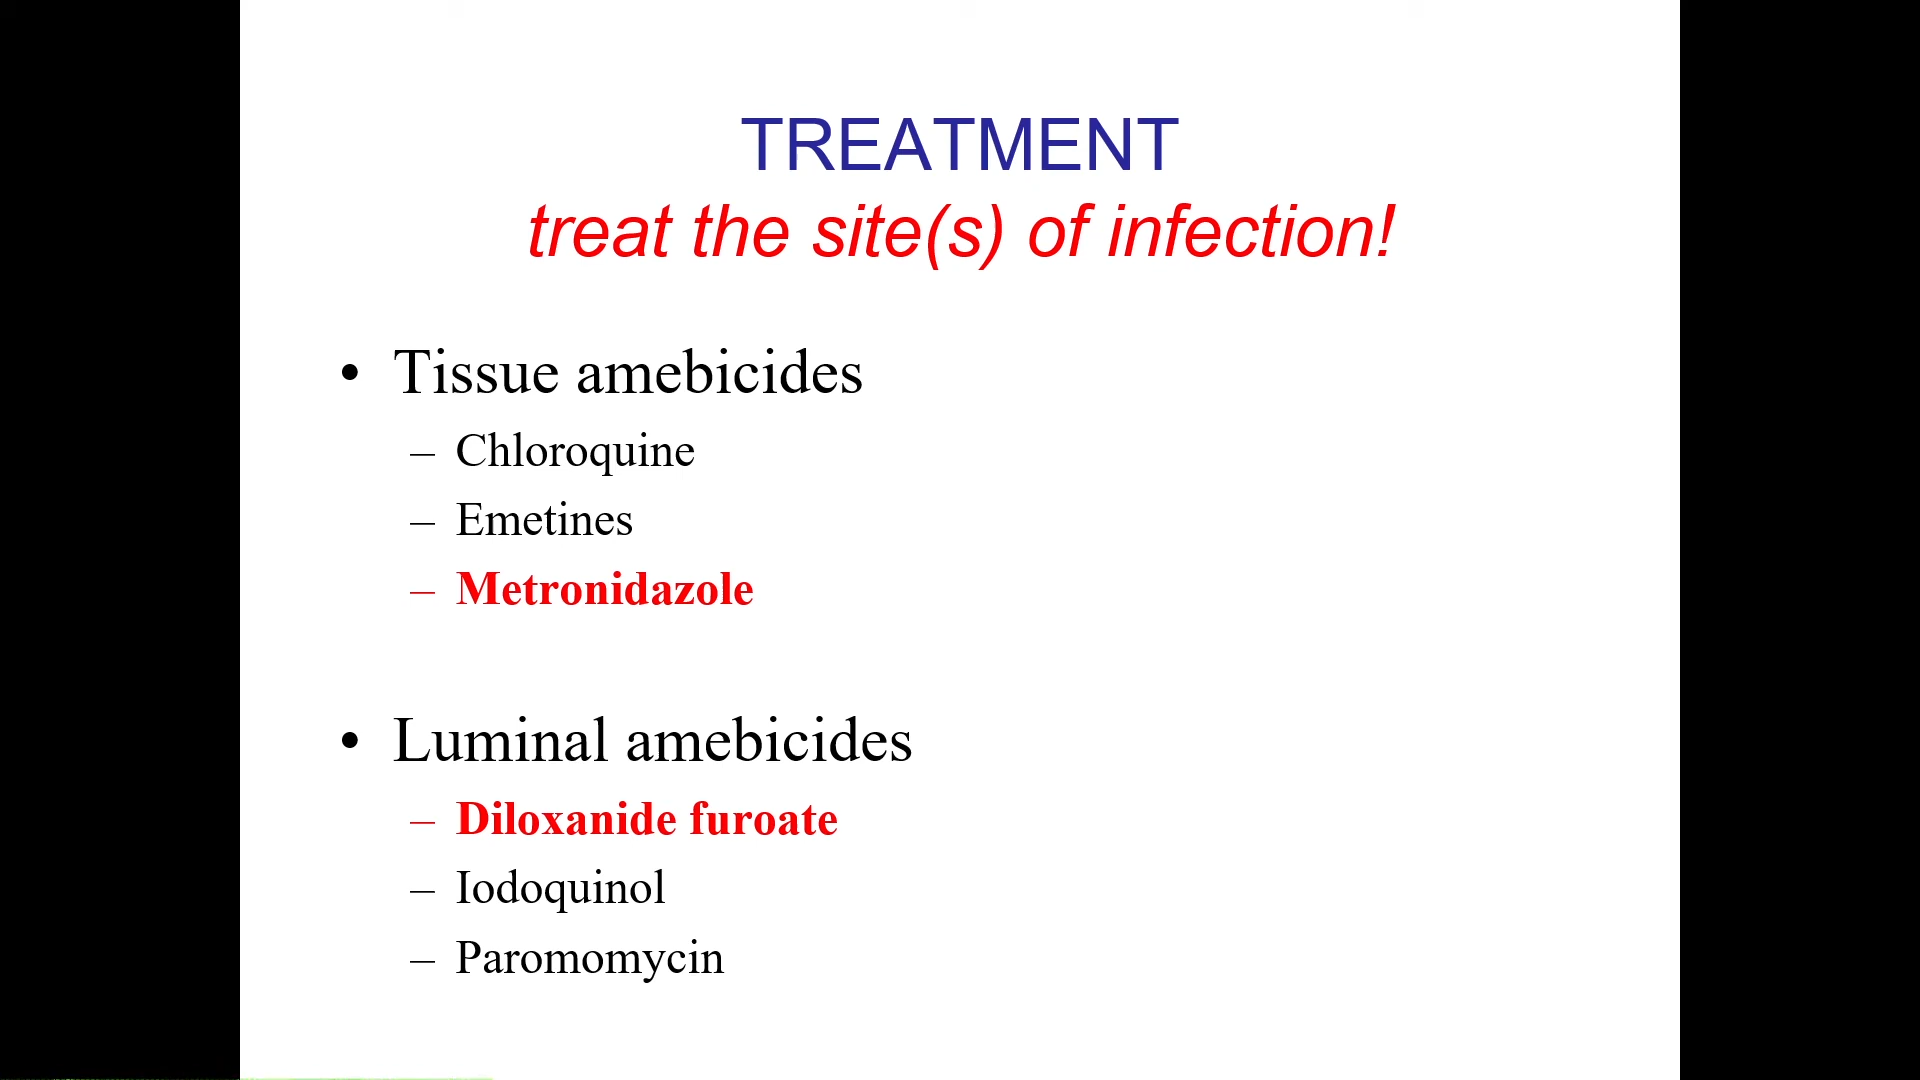 TREATMENT
treat the site(s) of infection!
• Tissue amebicides
– Chloroquine
– Emetines
– Metronidazole
• Luminal amebicides
– Diloxanide furoate
– Iodoquinol
– Paromomycin